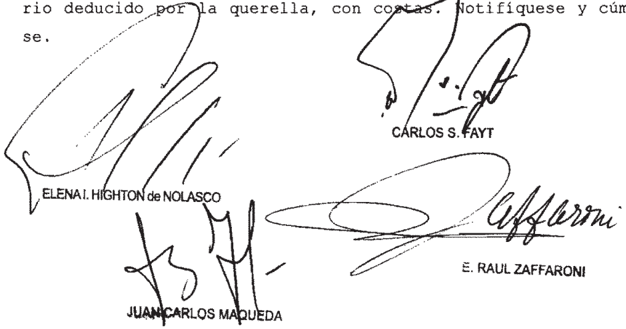 rio deducido por la querella, con costas. Notifíquese y cúm
se.
CARLOS S. FAYT
ELENA I. HIGHTON de NOLASCO
Zaffaroni
E. RAUL ZAFFARONI
JUAN CARLOS MAQUEDA